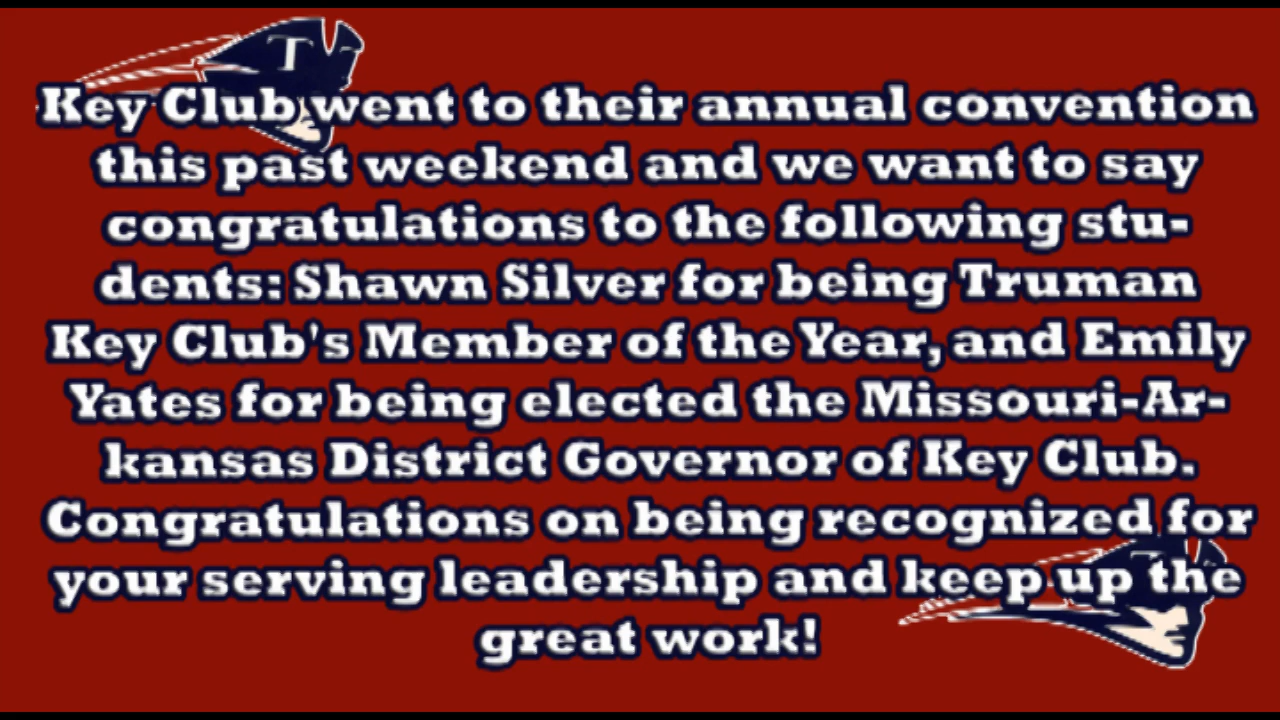 T
Key Club went to their annual convention
this past weekend and we want to say
congratulations to the following stu-
dents: Shawn Silver for being Truman
Key Club's Member of the Year, and Emily
Yates for being elected the Missouri-Ar-
kansas District Governor of Key Club.
Congratulations on being recognized for
your serving leadership and keep up the
great work!
T